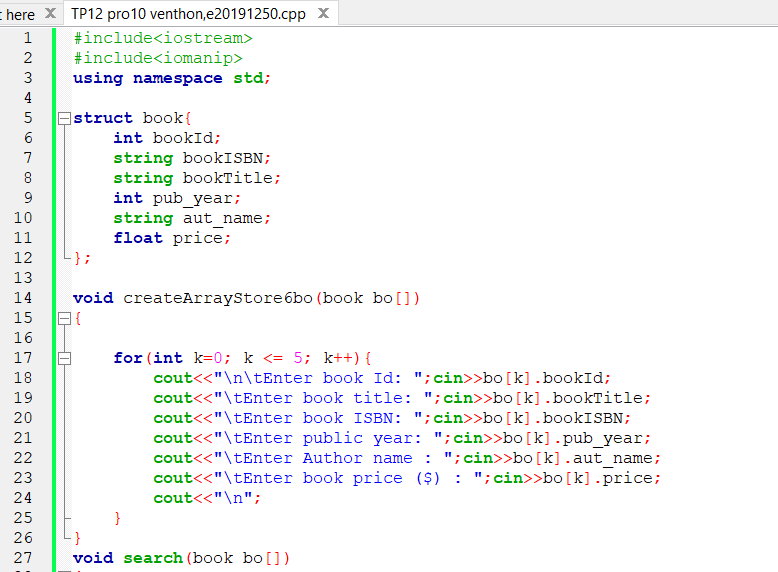 t here X TP12 pro10 venthon,e20191250.cpp X
1 #include<iostream>
2 #include<iomanip>
3 using namespace std;
4
5 struct book{
6     int bookId;
7     string bookISBN;
8     string bookTitle;
9     int pub_year;
10     string aut_name;
11     float price;
12 };
13
14 void createArrayStore6bo(book bo[])
15 {
16
17     for(int k=0; k <= 5; k++){
18         cout<<"\n\tEnter book Id: ";cin>>bo[k].bookId;
19         cout<<"\tEnter book title: ";cin>>bo[k].bookTitle;
20         cout<<"\tEnter book ISBN: ";cin>>bo[k].bookISBN;
21         cout<<"\tEnter public year: ";cin>>bo[k].pub_year;
22         cout<<"\tEnter Author name : ";cin>>bo[k].aut_name;
23         cout<<"\tEnter book price ($) : ";cin>>bo[k].price;
24         cout<<"\n";
25     }
26 }
27 void search(book bo[])